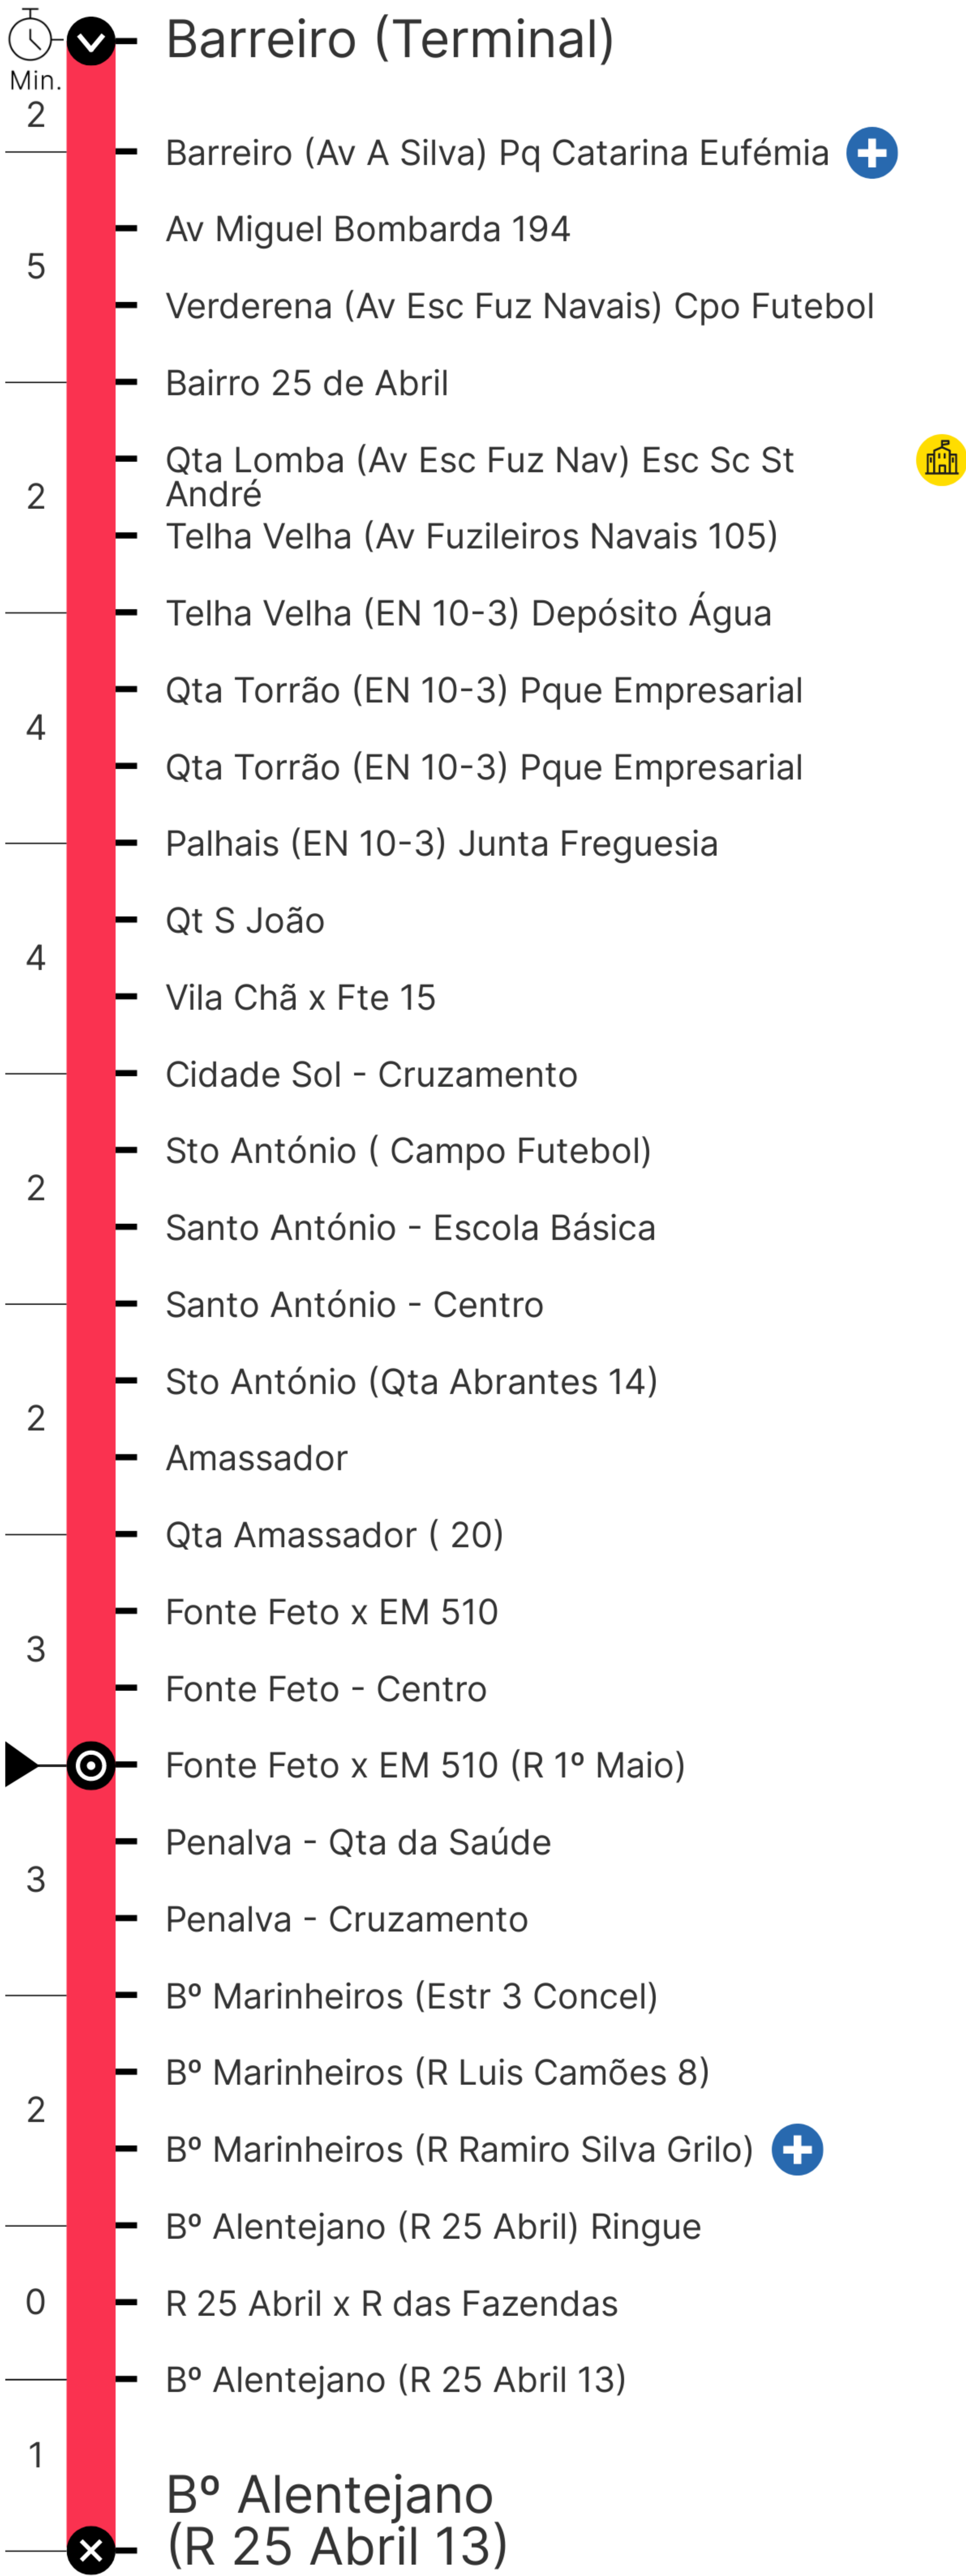 Barreiro (Terminal)
Min.
2
Barreiro (Av A Silva) Pq Catarina Eufémia
Av Miguel Bombarda 194
5
Verderena (Av Esc Fuz Navais) Cpo Futebol
Bairro 25 de Abril
Qta Lomba (Av Esc Fuz Nav) Esc Sc St
André
2
Telha Velha (Av Fuzileiros Navais 105)
Telha Velha (EN 10-3) Depósito Água
Qta Torrão (EN 10-3) Pque Empresarial
4
Qta Torrão (EN 10-3) Pque Empresarial
Palhais (EN 10-3) Junta Freguesia
Qt S João
4
Vila Chã x Fte 15
Cidade Sol - Cruzamento
Sto António ( Campo Futebol)
2
Santo António - Escola Básica
Santo António - Centro
Sto António (Qta Abrantes 14)
2
Amassador
Qta Amassador ( 20)
Fonte Feto x EM 510
3
Fonte Feto - Centro
Fonte Feto x EM 510 (R 1º Maio)
Penalva - Qta da Saúde
3
Penalva - Cruzamento
Bº Marinheiros (Estr 3 Concel)
Bº Marinheiros (R Luis Camões 8)
2
Bº Marinheiros (R Ramiro Silva Grilo)
Bº Alentejano (R 25 Abril) Ringue
0
R 25 Abril x R das Fazendas
Bº Alentejano (R 25 Abril 13)
1
Bº Alentejano
(R 25 Abril 13)